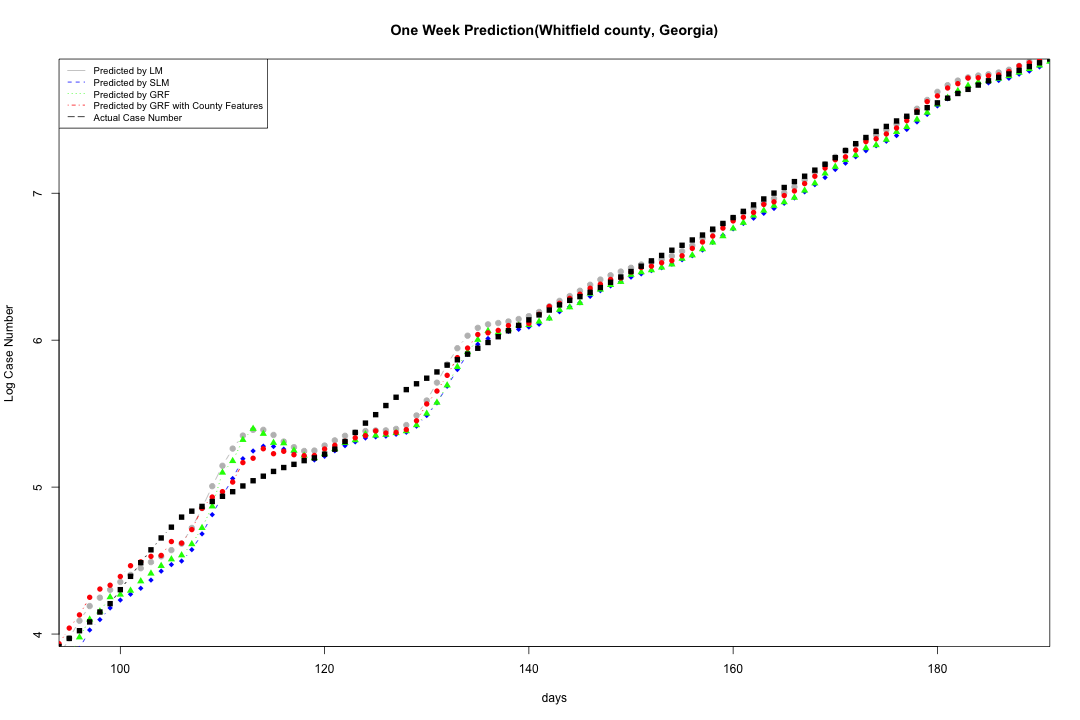 One Week Prediction(Whitfield county, Georgia)
Predicted by LM
Predicted by SLM
Predicted by GRF
Predicted by GRF with County Features
Actual Case Number
7
6
5
4
Log Case Number
100 120 140 160 180
days